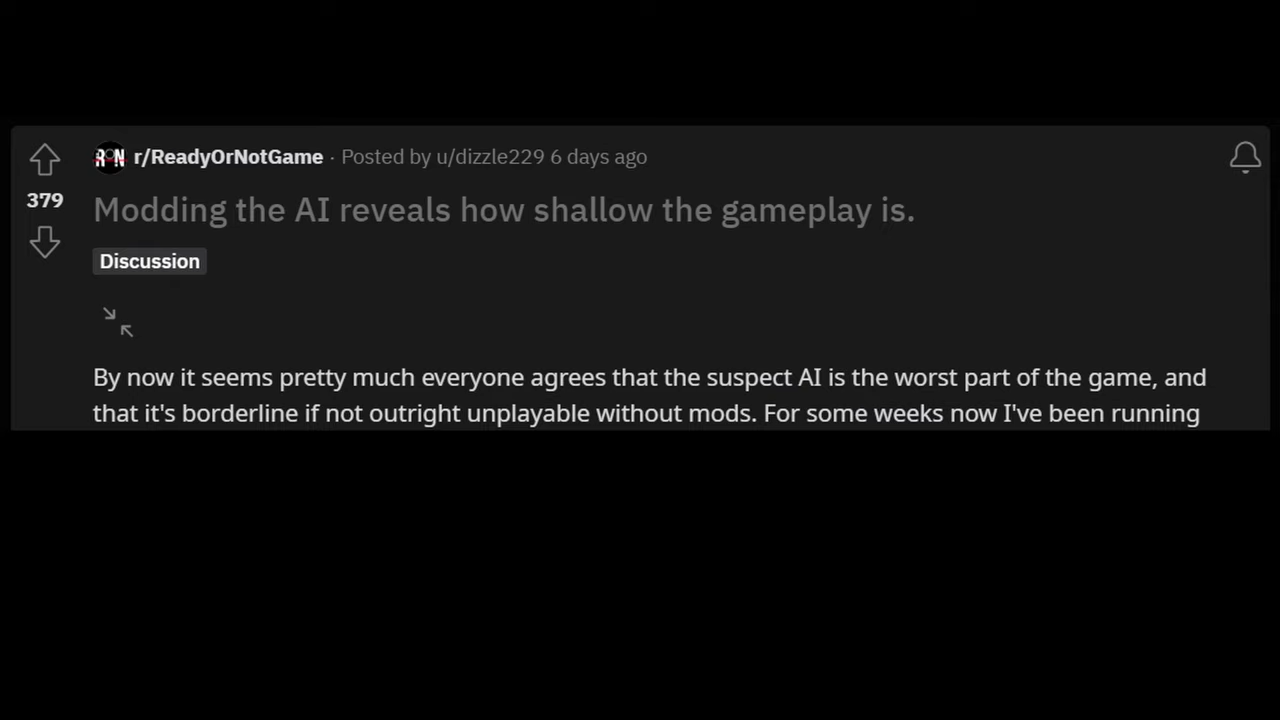 RON r/ReadyOrNotGame · Posted by u/dizzle229 6 days ago
379
Modding the AI reveals how shallow the gameplay is.
Discussion
By now it seems pretty much everyone agrees that the suspect AI is the worst part of the game, and
that it's borderline if not outright unplayable without mods. For some weeks now I've been running